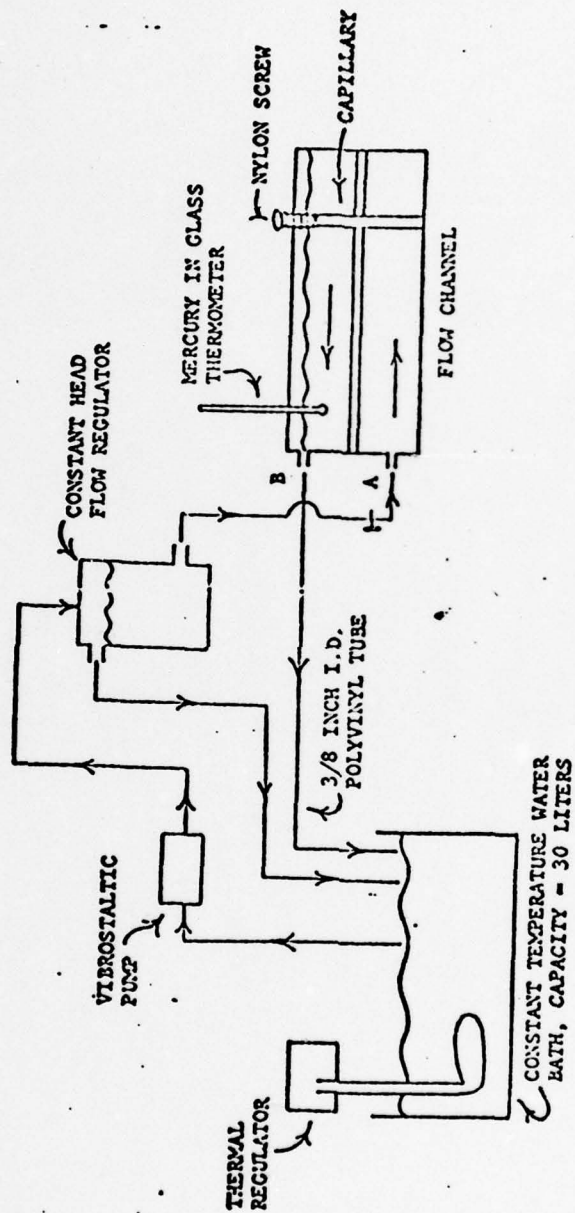 THERMAL
REGULATOR
VIBROSTALTIC
PUMP
CONSTANT HEAD
FLOW REGULATOR
MERCURY IN GLASS
THERMOMETER
NYLON SCREW
CAPILLARY
B
A
FLOW CHANNEL
3/8 INCH I.D.
POLYVINYL TUBE
CONSTANT TEMPERATURE WATER
BATH, CAPACITY = 30 LITERS